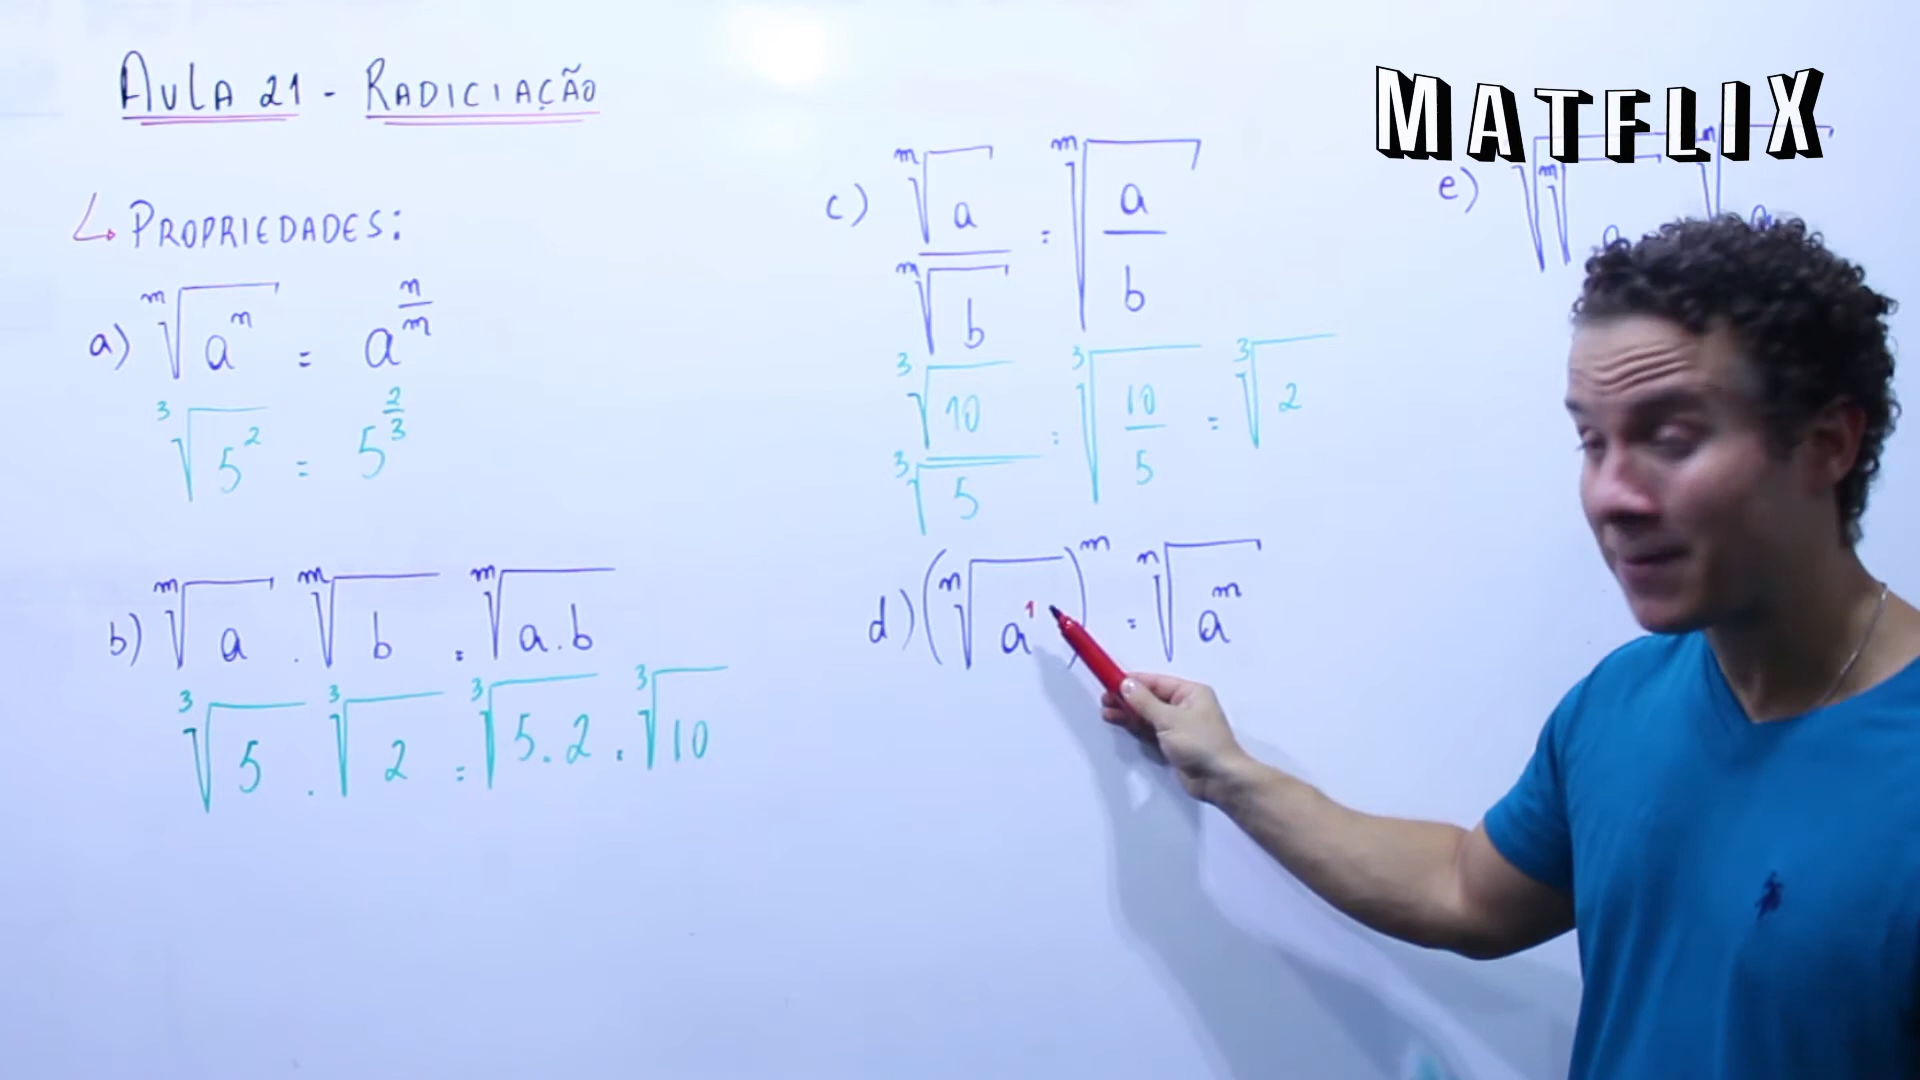 AULA 21 - RADICIAÇÃO
MATFLIX
↳ PROPRIEDADES:
a) ᵐ√(aⁿ) = a^(n/m)
³√(5²) = 5^(2/3)
b) ᵐ√a . ᵐ√b = ᵐ√(a.b)
³√5 . ³√2 = ³√(5.2) = ³√10
c) ᵐ√a / ᵐ√b = ᵐ√(a/b)
³√10 / ³√5 = ³√(10/5) = ³√2
d) (ⁿ√(a¹))ᵐ = ⁿ√(aᵐ)
e)